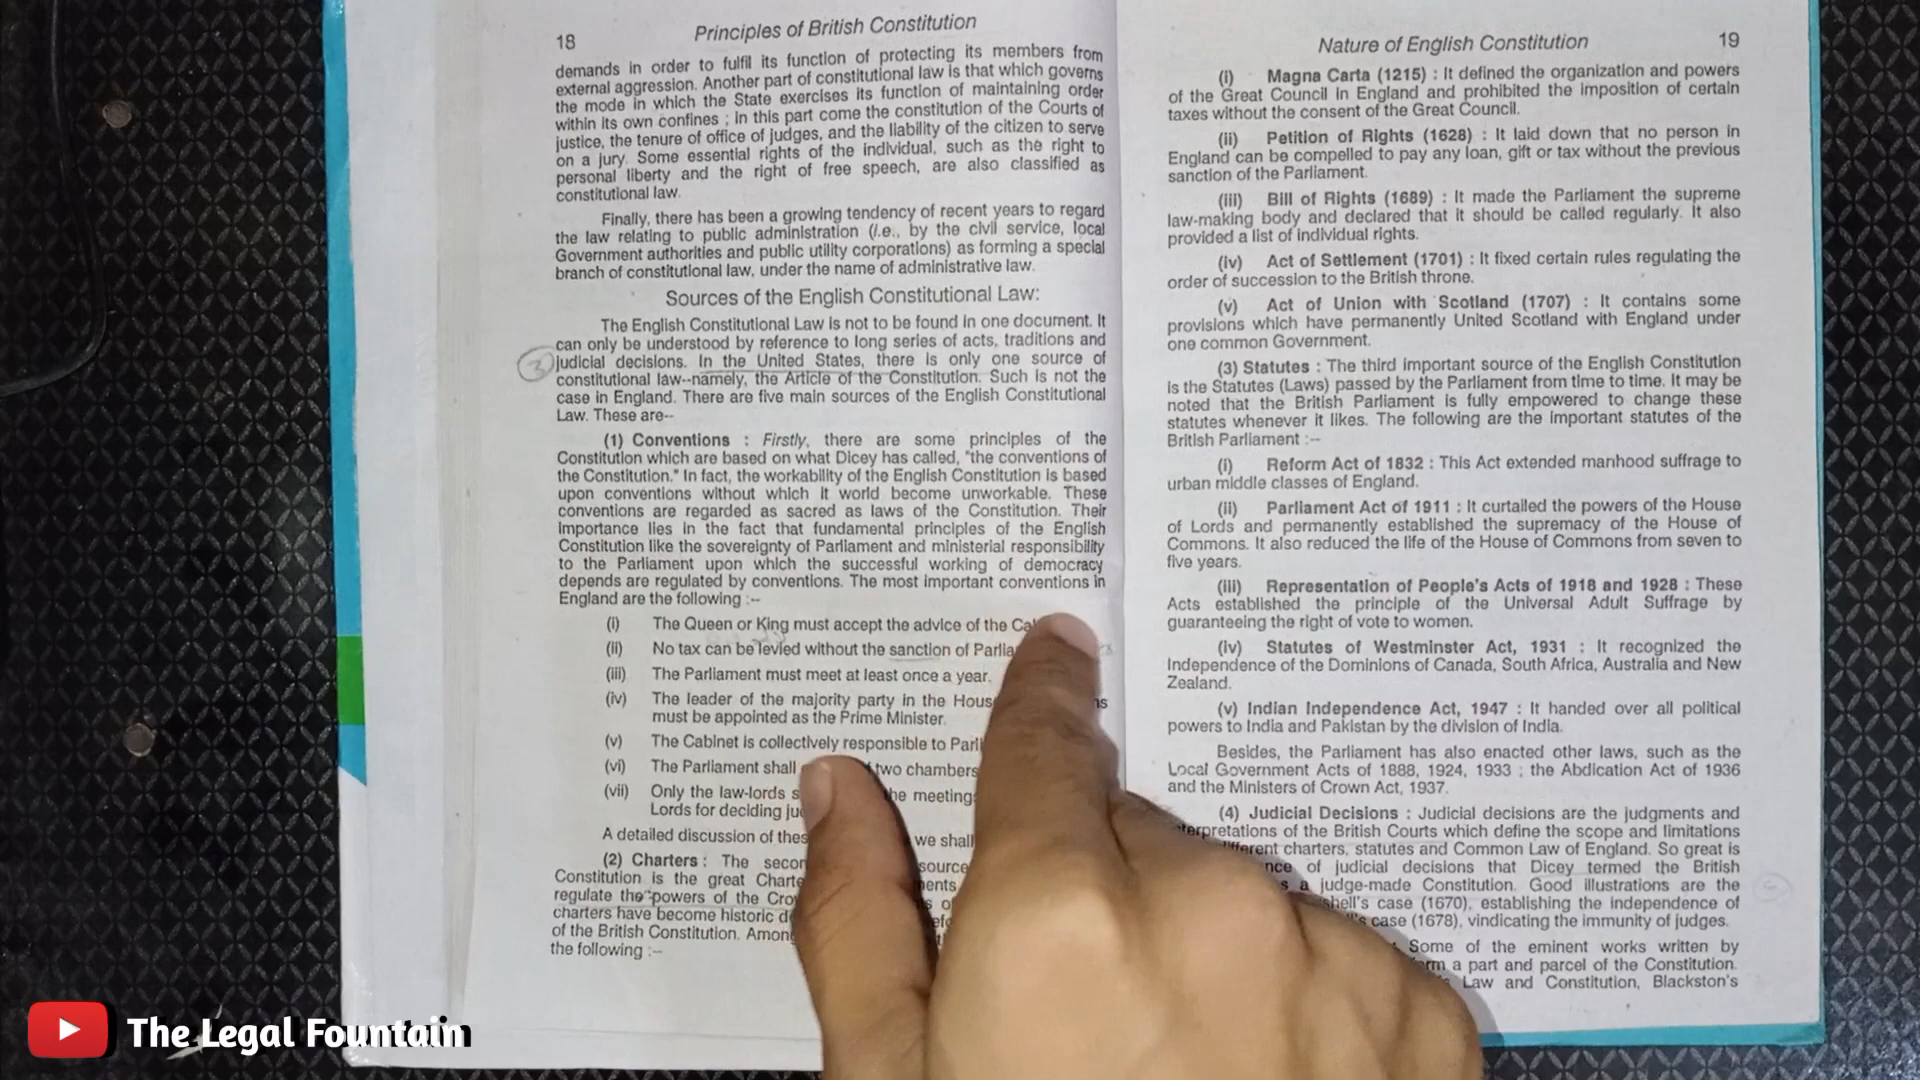 18
Principles of British Constitution
demands in order to fulfil its function of protecting its members from
external aggression. Another part of constitutional law is that which governs
the mode in which the State exercises its function of maintaining order
within its own confines ; in this part come the constitution of the Courts of
justice, the tenure of office of judges, and the liability of the citizen to serve
on a jury. Some essential rights of the individual, such as the right to
personal liberty and the right of free speech, are also classified as
constitutional law.
Finally, there has been a growing tendency of recent years to regard
the law relating to public administration (i.e., by the civil service, local
Government authorities and public utility corporations) as forming a special
branch of constitutional law, under the name of administrative law.
Sources of the English Constitutional Law:
The English Constitutional Law is not to be found in one document. It
can only be understood by reference to long series of acts, traditions and
3 judicial decisions. In the United States, there is only one source of
constitutional law--namely, the Article of the Constitution. Such is not the
case in England. There are five main sources of the English Constitutional
Law. These are--
(1) Conventions : Firstly, there are some principles of the
Constitution which are based on what Dicey has called, "the conventions of
the Constitution." In fact, the workability of the English Constitution is based
upon conventions without which it world become unworkable. These
conventions are regarded as sacred as laws of the Constitution. Their
importance lies in the fact that fundamental principles of the English
Constitution like the sovereignty of Parliament and ministerial responsibility
to the Parliament upon which the successful working of democracy
depends are regulated by conventions. The most important conventions in
England are the following :--
(i) The Queen or King must accept the advice of the
(ii) No tax can be levied without the sanction of
(iii) The Parliament must meet at least once a year.
(iv) The leader of the majority party in the
must be appointed as the Prime Minister.
(v) The Cabinet is collectively responsible to
(vi) The Parliament shall two chambers
(vii) Only the law-lords the
Lords for deciding
A detailed discussion of we shall
(2) Charters : The source
Constitution is the great
regulate the powers of the
charters have become historic
of the British Constitution.
the following :--
Nature of English Constitution
19
(i) Magna Carta (1215) : It defined the organization and powers
of the Great Council in England and prohibited the imposition of certain
taxes without the consent of the Great Council.
(ii) Petition of Rights (1628) : It laid down that no person in
England can be compelled to pay any loan, gift or tax without the previous
sanction of the Parliament.
(iii) Bill of Rights (1689) : It made the Parliament the supreme
law-making body and declared that it should be called regularly. It also
provided a list of individual rights.
(iv) Act of Settlement (1701) : It fixed certain rules regulating the
order of succession to the British throne.
(v) Act of Union with Scotland (1707) : It contains some
provisions which have permanently United Scotland with England under
one common Government.
(3) Statutes : The third important source of the English Constitution
is the Statutes (Laws) passed by the Parliament from time to time. It may be
noted that the British Parliament is fully empowered to change these
statutes whenever it likes. The following are the important statutes of the
British Parliament :--
(i) Reform Act of 1832 : This Act extended manhood suffrage to
urban middle classes of England.
(ii) Parliament Act of 1911 : It curtailed the powers of the House
of Lords and permanently established the supremacy of the House of
Commons. It also reduced the life of the House of Commons from seven to
five years.
(iii) Representation of People's Acts of 1918 and 1928 : These
Acts established the principle of the Universal Adult Suffrage by
guaranteeing the right of vote to women.
(iv) Statutes of Westminster Act, 1931 : It recognized the
Independence of the Dominions of Canada, South Africa, Australia and New
Zealand.
(v) Indian Independence Act, 1947 : It handed over all political
powers to India and Pakistan by the division of India.
Besides, the Parliament has also enacted other laws, such as the
Local Government Acts of 1888, 1924, 1933 ; the Abdication Act of 1936
and the Ministers of Crown Act, 1937.
(4) Judicial Decisions : Judicial decisions are the judgments and
interpretations of the British Courts which define the scope and limitations
different charters, statutes and Common Law of England. So great is
of judicial decisions that Dicey termed the British
a judge-made Constitution. Good illustrations are the
case (1670), establishing the independence of
case (1678), vindicating the immunity of judges.
Some of the eminent works written by
a part and parcel of the Constitution.
Law and Constitution, Blackston's
The Legal Fountain